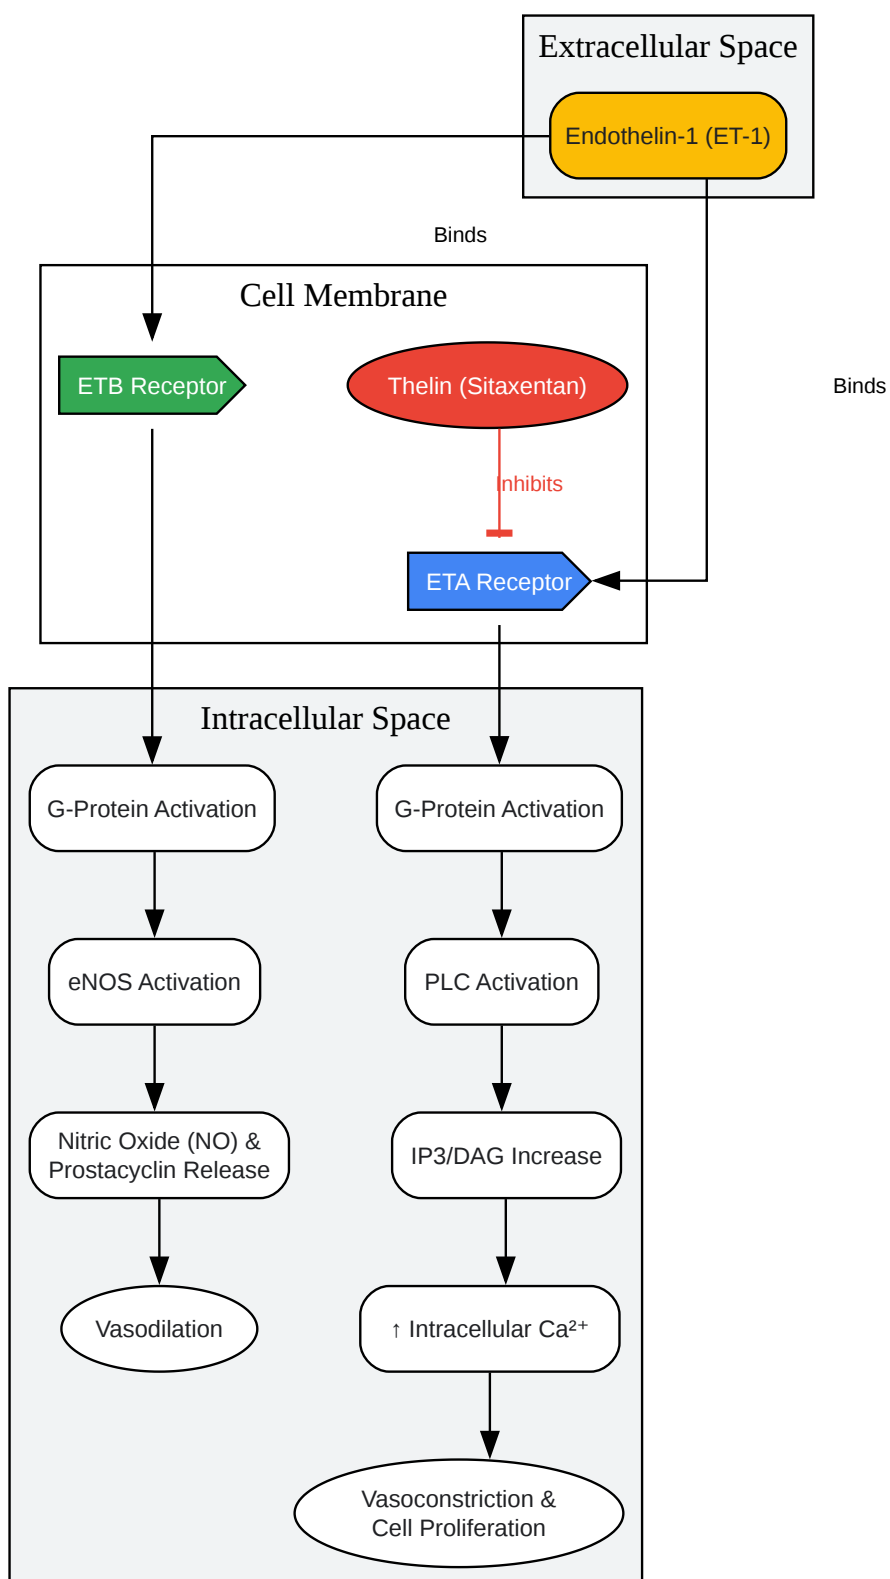 Extracellular Space
Endothelin-1 (ET-1)
Binds
Cell Membrane
ETB Receptor
Thelin (Sitaxentan)
Binds
Inhibits
ETA Receptor
Intracellular Space
G-Protein Activation
G-Protein Activation
eNOS Activation
PLC Activation
Nitric Oxide (NO) &
Prostacyclin Release
IP3/DAG Increase
Vasodilation
↑ Intracellular Ca²⁺
Vasoconstriction &
Cell Proliferation